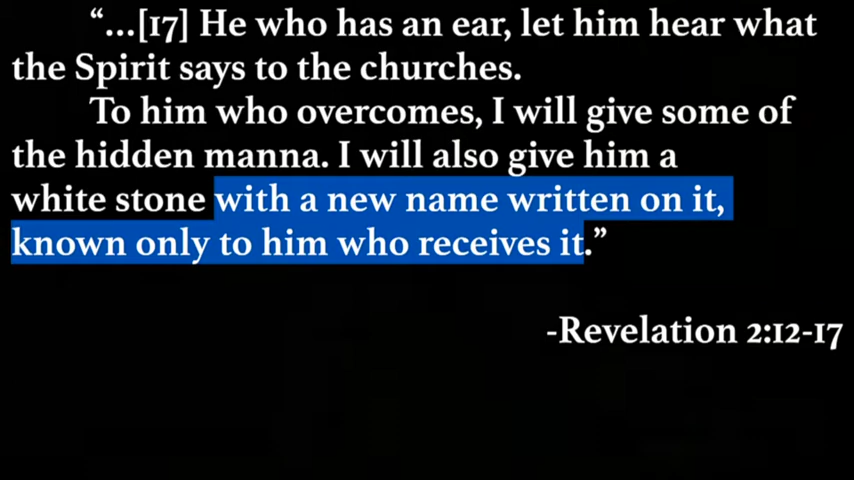 “...[17] He who has an ear, let him hear what
the Spirit says to the churches.
To him who overcomes, I will give some of
the hidden manna. I will also give him a
white stone with a new name written on it,
known only to him who receives it.”
-Revelation 2:12-17